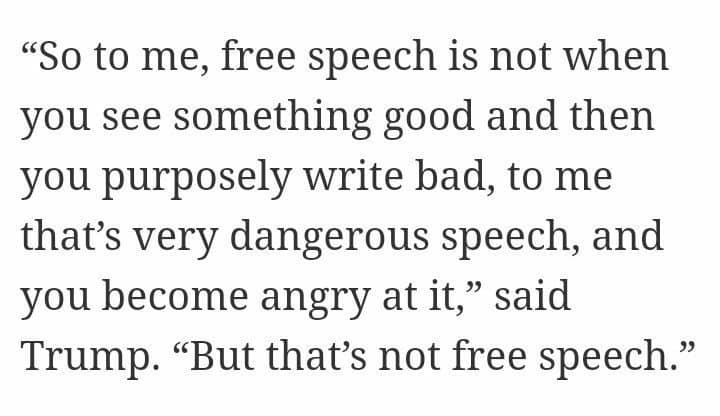 “So to me, free speech is not when
you see something good and then
you purposely write bad, to me
that’s very dangerous speech, and
you become angry at it,” said
Trump. “But that’s not free speech.”